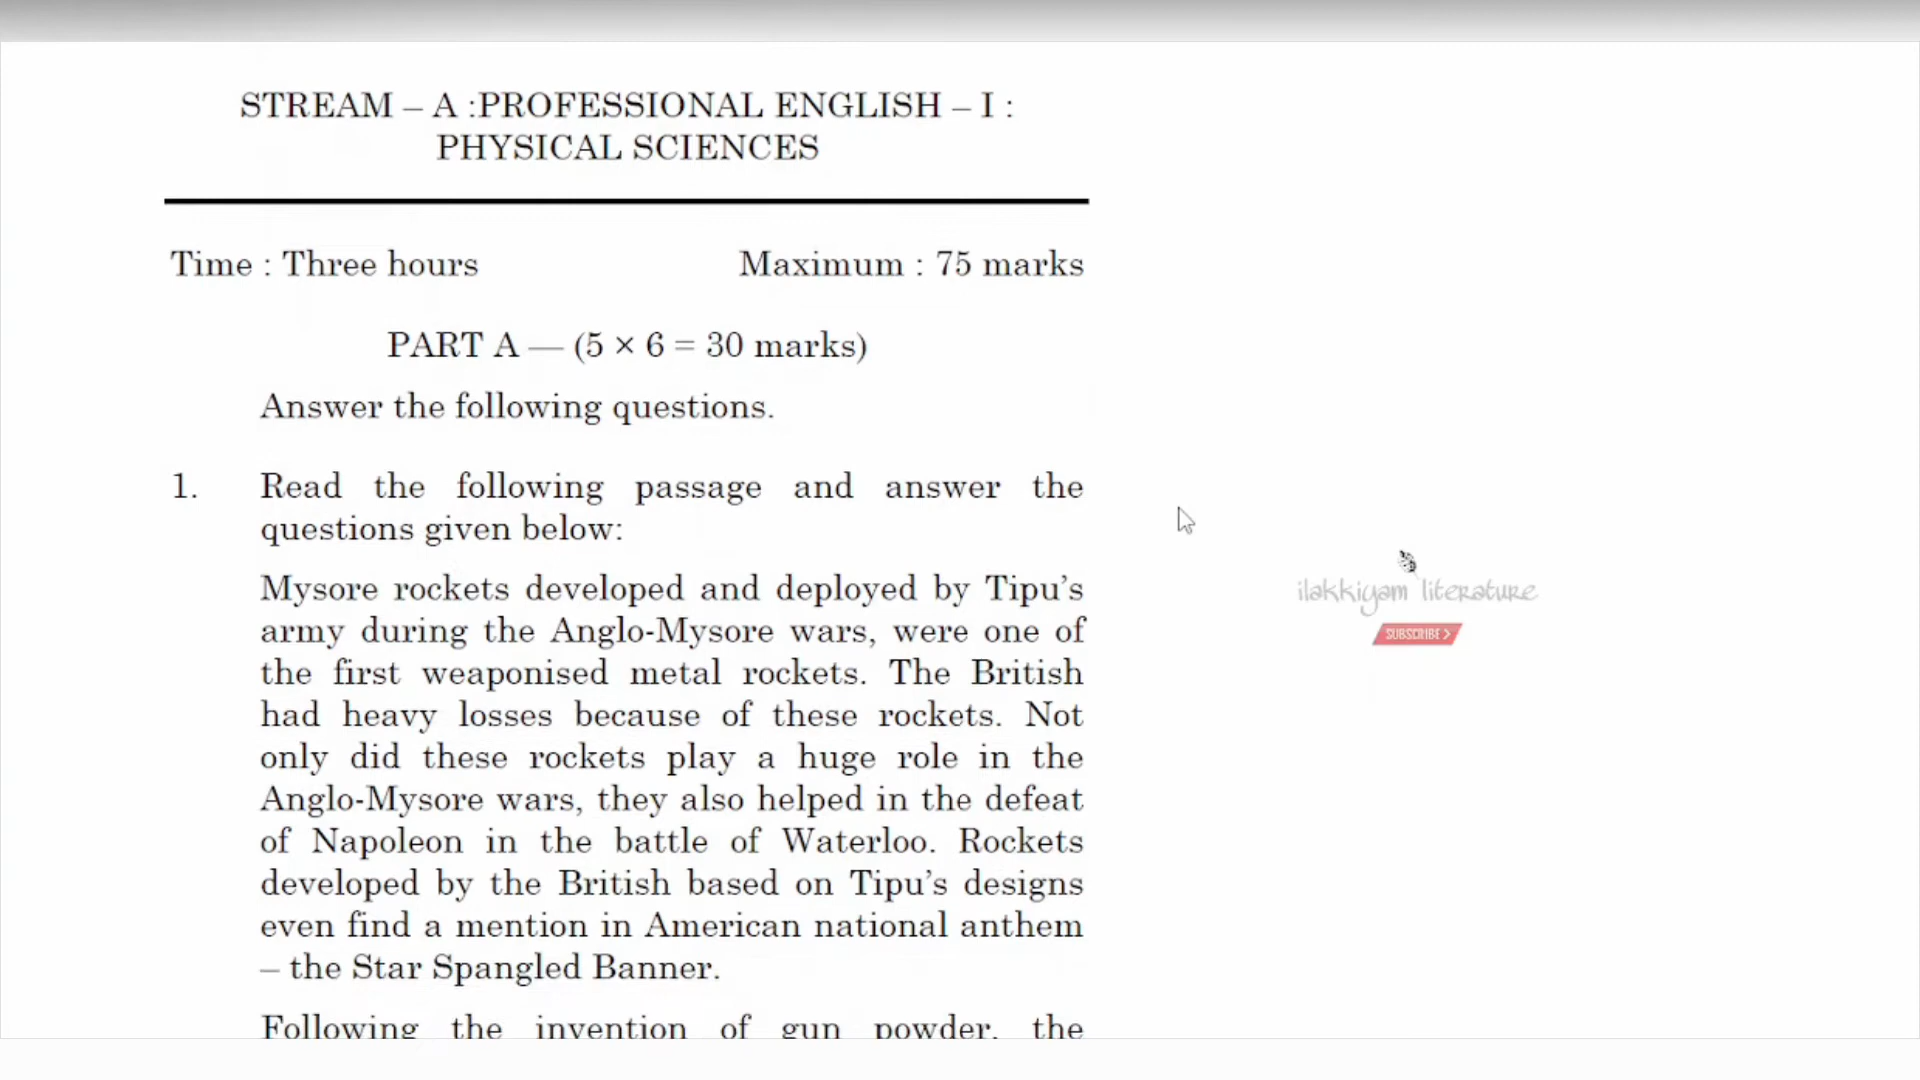 STREAM – A :PROFESSIONAL ENGLISH – I :
PHYSICAL SCIENCES
Time : Three hours Maximum : 75 marks
PART A — (5 × 6 = 30 marks)
Answer the following questions.
1. Read the following passage and answer the
questions given below:
Mysore rockets developed and deployed by Tipu’s
army during the Anglo-Mysore wars, were one of
the first weaponised metal rockets. The British
had heavy losses because of these rockets. Not
only did these rockets play a huge role in the
Anglo-Mysore wars, they also helped in the defeat
of Napoleon in the battle of Waterloo. Rockets
developed by the British based on Tipu’s designs
even find a mention in American national anthem
– the Star Spangled Banner.
Following the invention of gun powder, the
ilakkiyam literature
SUBSCRIBE >